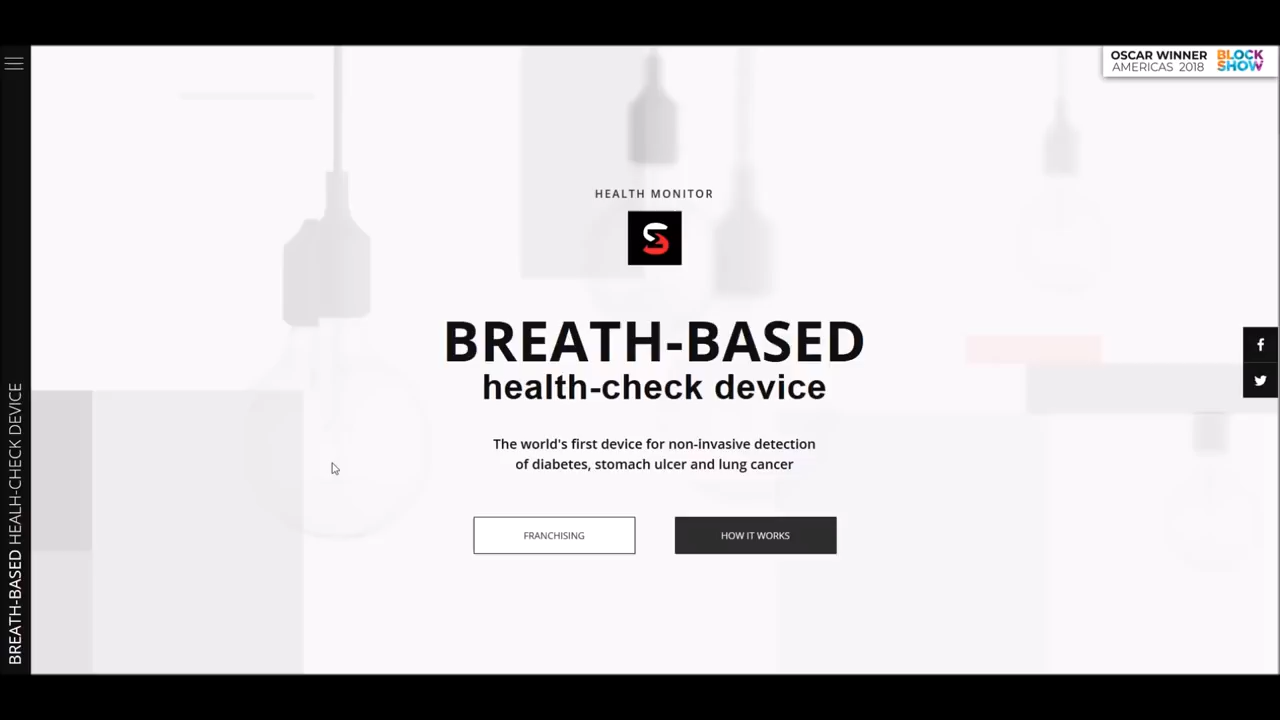 OSCAR WINNER
AMERICAS 2018
BLOCK
SHOW
HEALTH MONITOR
BREATH-BASED
health-check device
The world's first device for non-invasive detection
of diabetes, stomach ulcer and lung cancer
FRANCHISING
HOW IT WORKS
BREATH-BASED HEALH-CHECK DEVICE